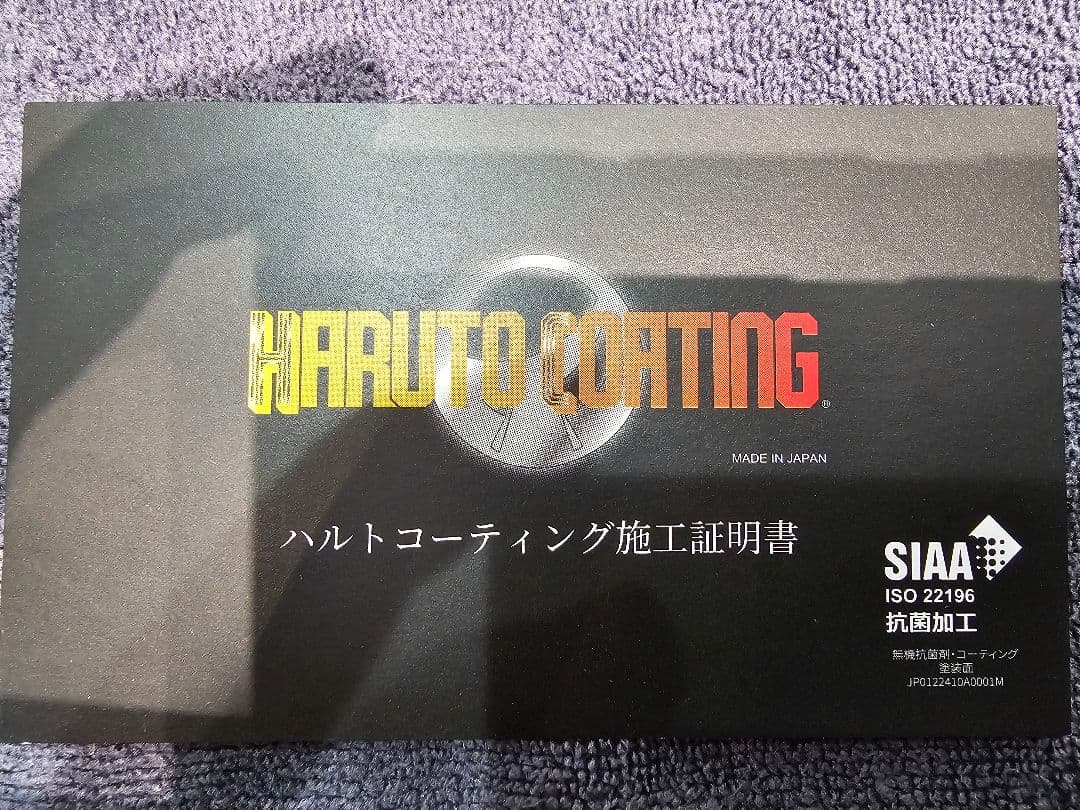 HARUTO COATING®
MADE IN JAPAN
ハルトコーティング施工証明書
SIAA
ISO 22196
抗菌加工
無機抗菌剤・コーティング
塗装面
JP0122410A0001M